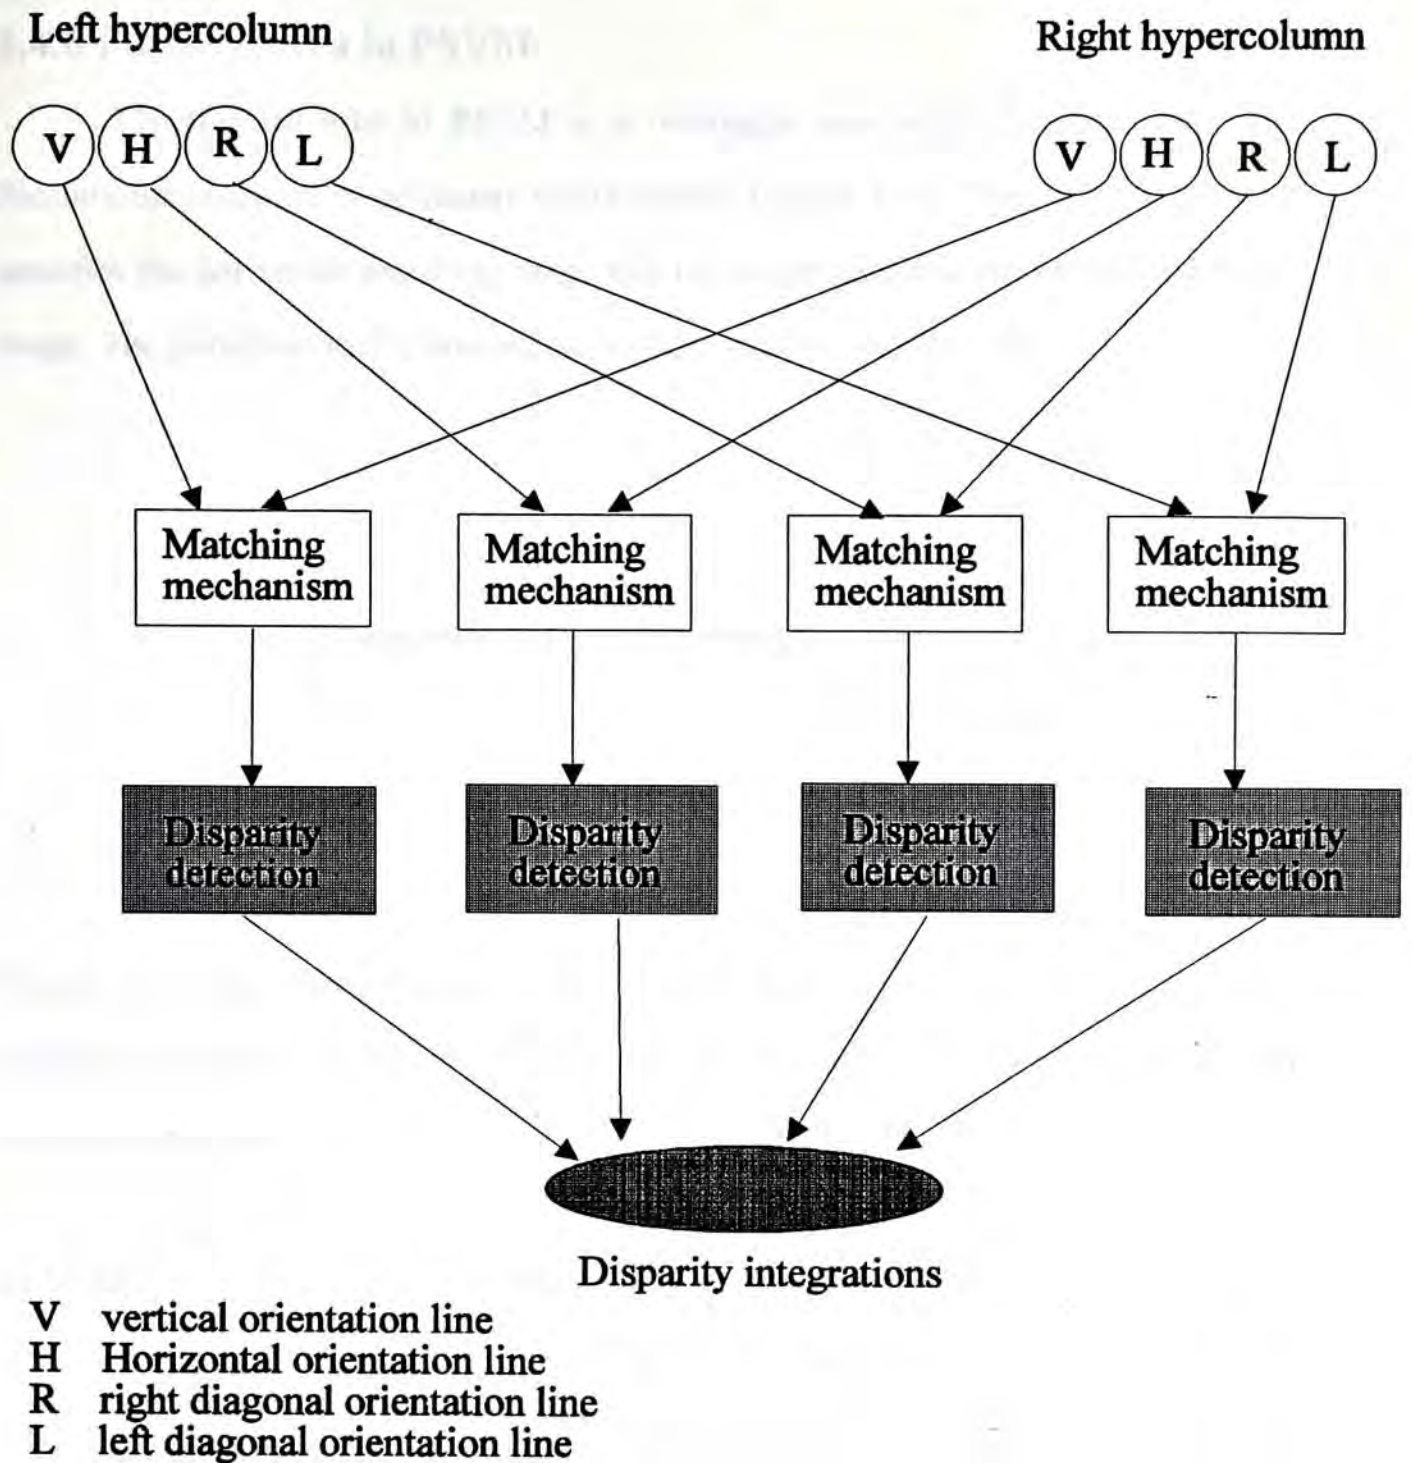 Left hypercolumn
Right hypercolumn
V H R L
V H R L
Matching
mechanism
Matching
mechanism
Matching
mechanism
Matching
mechanism
Disparity
detection
Disparity
detection
Disparity
detection
Disparity
detection
Disparity integrations
V vertical orientation line
H Horizontal orientation line
R right diagonal orientation line
L left diagonal orientation line